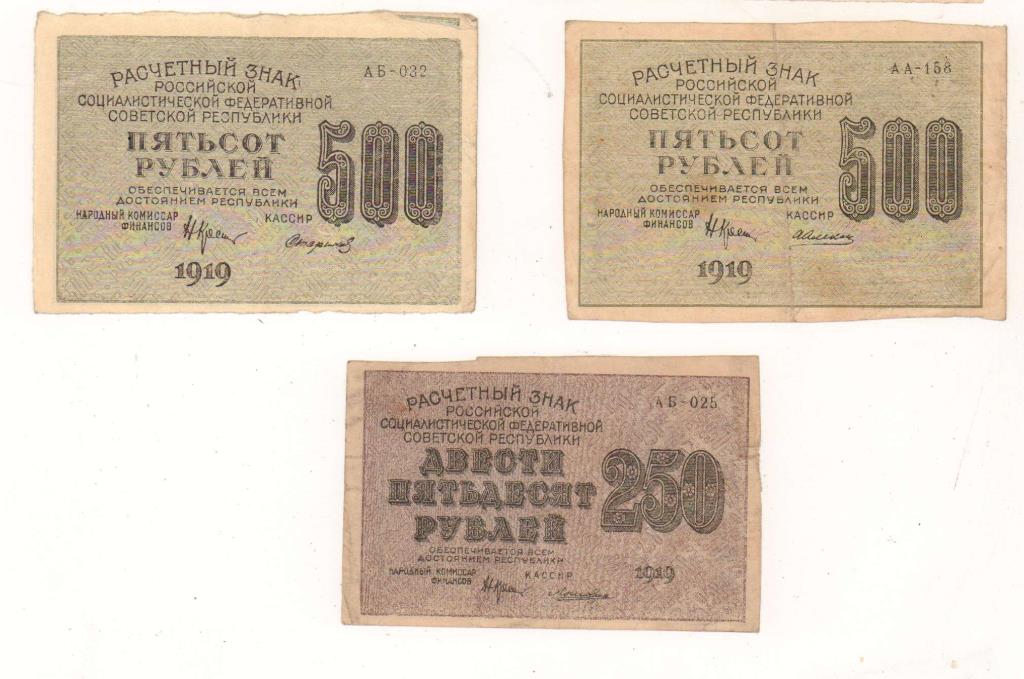 РАСЧЕТНЫЙ ЗНАК
АБ-032
РОССИЙСКОЙ
СОЦИАЛИСТИЧЕСКОЙ ФЕДЕРАТИВНОЙ
СОВЕТСКОЙ РЕСПУБЛИКИ
ПЯТЬСОТ
РУБЛЕЙ
500
ОБЕСПЕЧИВАЕТСЯ ВСЕМ
ДОСТОЯНИЕМ РЕСПУБЛИКИ
НАРОДНЫЙ КОМИССАР
ФИНАНСОВ
КАССИР
1919
РАСЧЕТНЫЙ ЗНАК
АА-158
РОССИЙСКОЙ
СОЦИАЛИСТИЧЕСКОЙ ФЕДЕРАТИВНОЙ
СОВЕТСКОЙ РЕСПУБЛИКИ
ПЯТЬСОТ
РУБЛЕЙ
500
ОБЕСПЕЧИВАЕТСЯ ВСЕМ
ДОСТОЯНИЕМ РЕСПУБЛИКИ
НАРОДНЫЙ КОМИССАР
ФИНАНСОВ
КАССИР
1919
РАСЧЕТНЫЙ ЗНАК
АБ-025
РОССИЙСКОЙ
СОЦИАЛИСТИЧЕСКОЙ ФЕДЕРАТИВНОЙ
СОВЕТСКОЙ РЕСПУБЛИКИ
ДВЕСТИ
ПЯТЬДЕСЯТ
РУБЛЕЙ
250
ОБЕСПЕЧИВАЕТСЯ ВСЕМ
ДОСТОЯНИЕМ РЕСПУБЛИКИ
НАРОДНЫЙ КОМИССАР
ФИНАНСОВ
КАССИР
1919